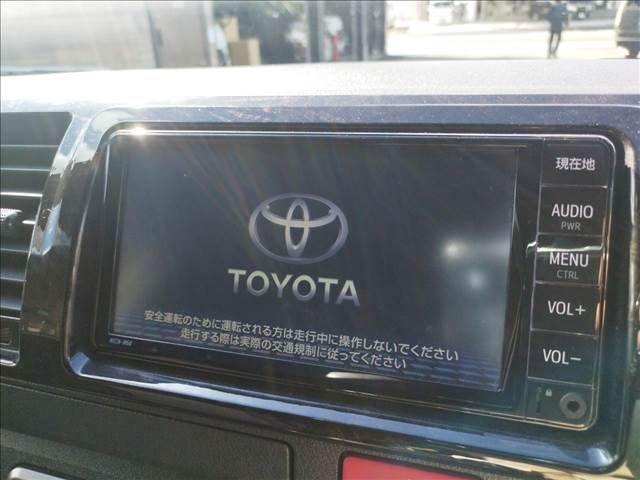 TOYOTA
安全運転のために運転される方は走行中に操作しないでください
走行する際は実際の交通規制に従ってください
現在地
AUDIO
PWR
MENU
CTRL
VOL+
VOL−